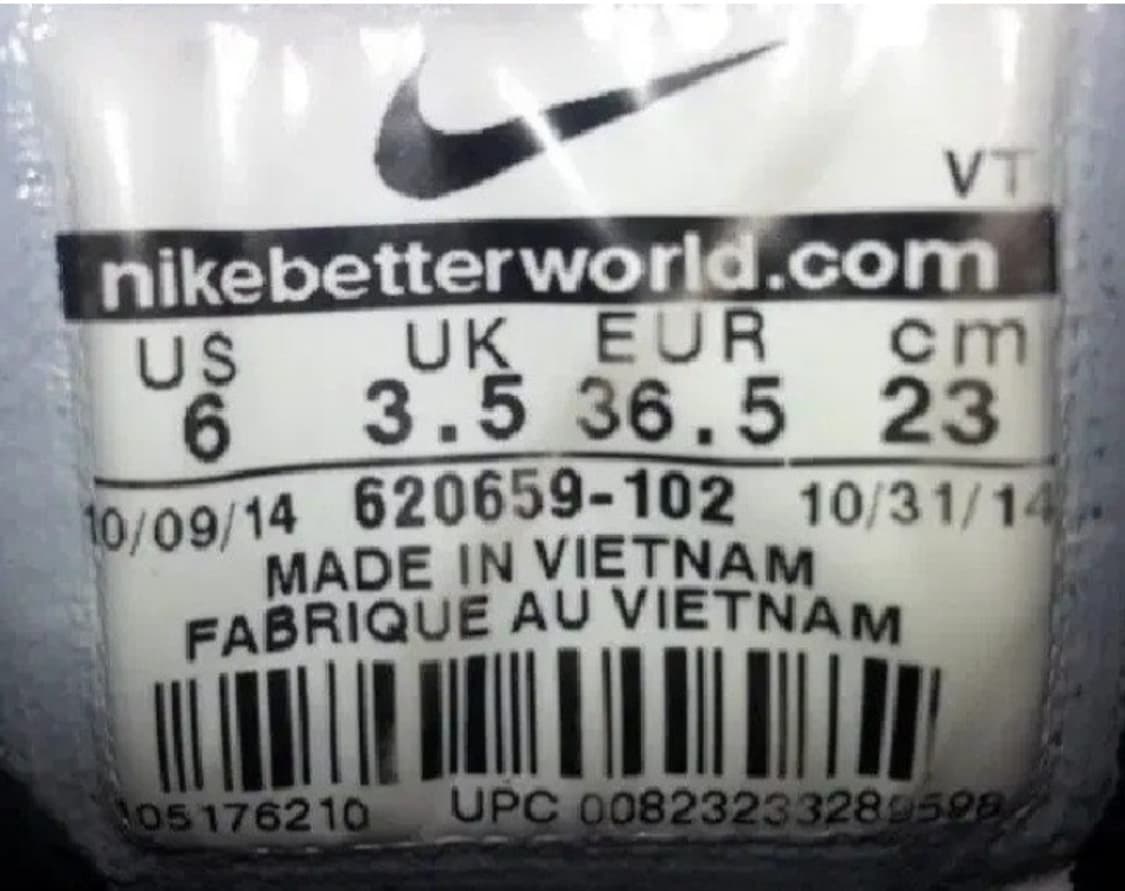 VT
nikebetterworld.com
US UK EUR cm
6 3.5 36.5 23
10/09/14 620659-102 10/31/14
MADE IN VIETNAM
FABRIQUE AU VIETNAM
UPC